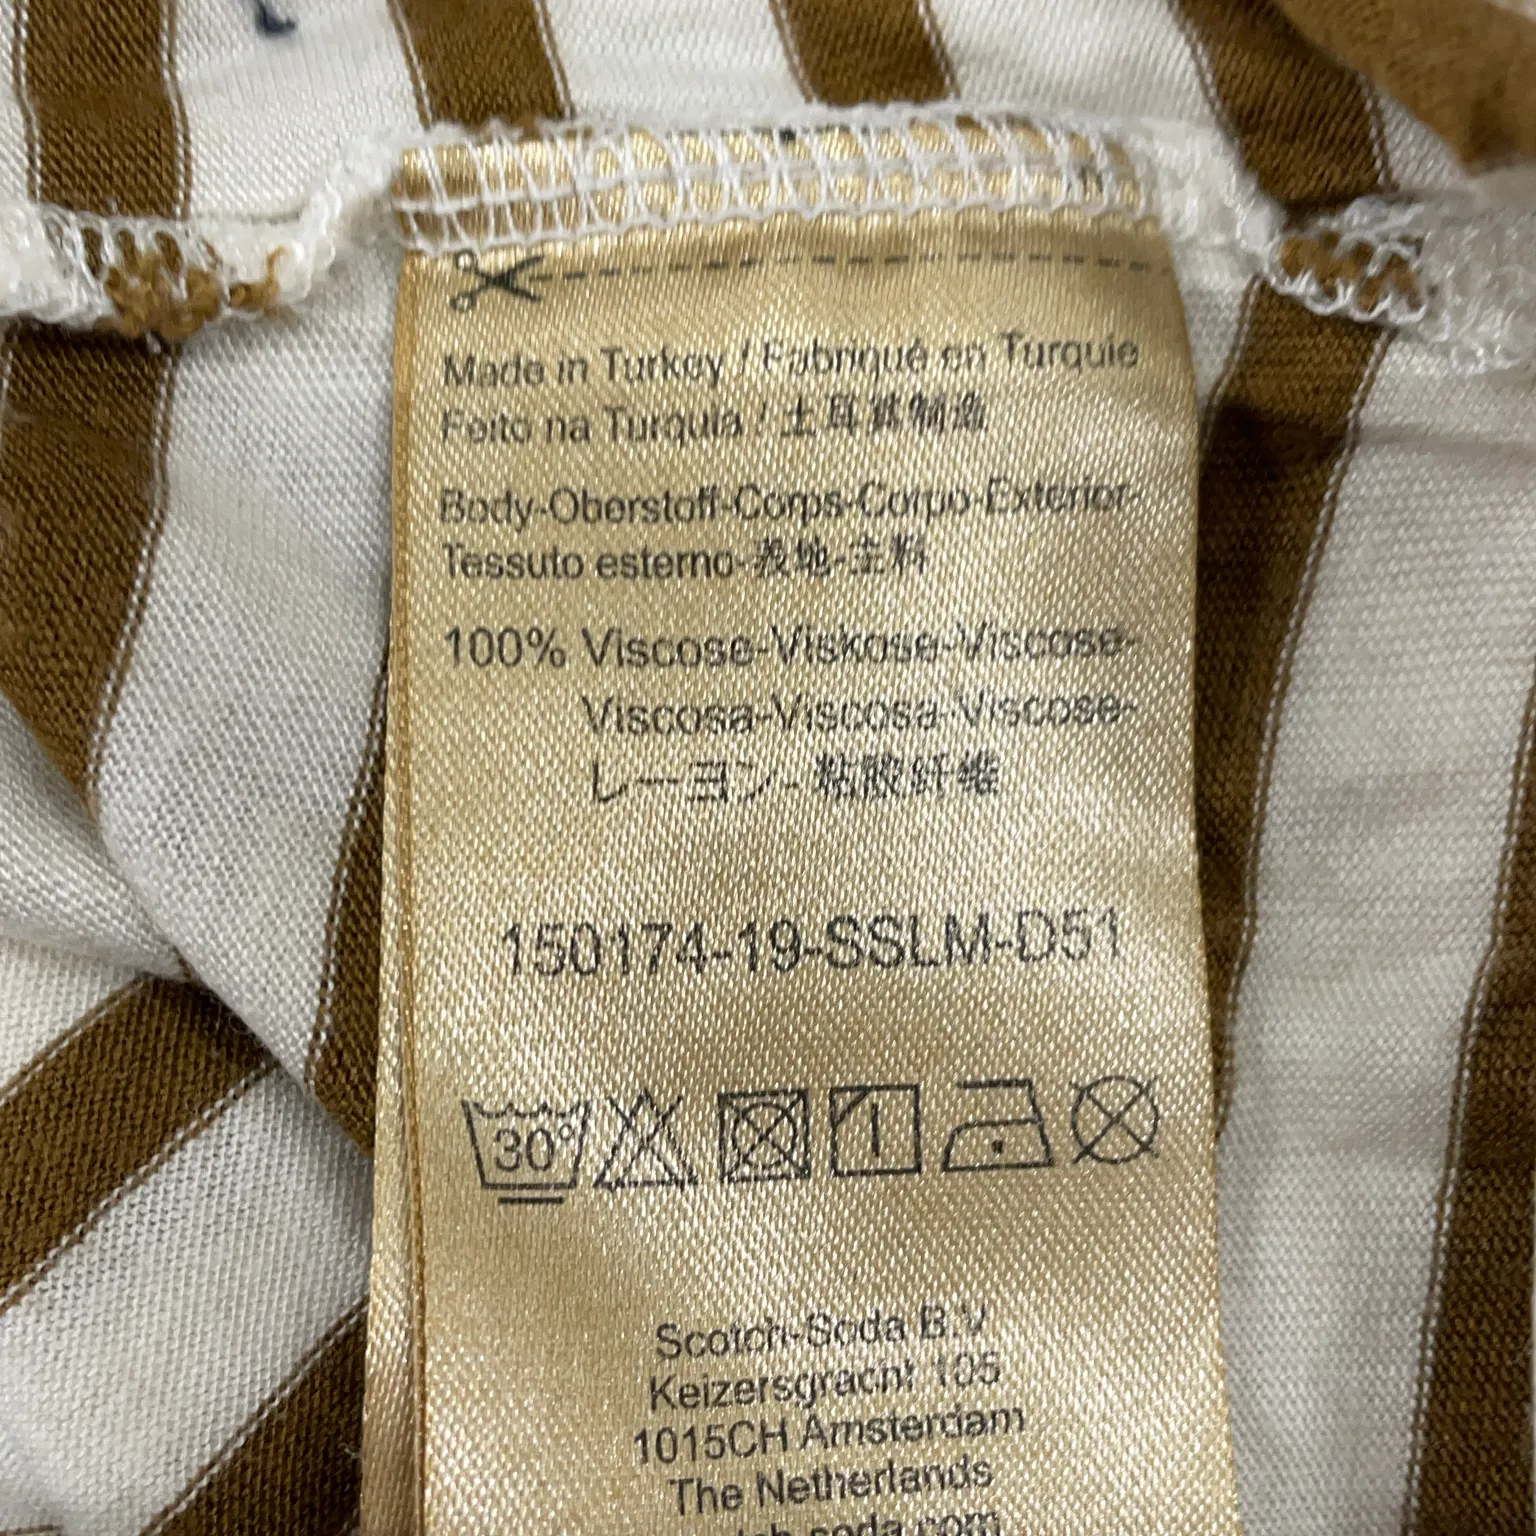 Made in Turkey / Fabriqué en Turquie
Feito na Turquia / 土耳其制造
Body-Oberstoff-Corps-Corpo-Exterior-
Tessuto esterno-表地-主料
100% Viscose-Viskose-Viscose-
Viscosa-Viscosa-Viscose-
レーヨン-粘胶纤维
150174-19-SSLM-D51
30°
Scotch-Soda B.V
Keizersgracht 105
1015CH Amsterdam
The Netherlands